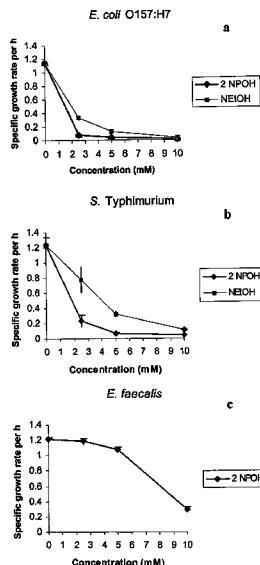 E. coli O157:H7
a
Specific growth rate per h
1.4
1.2
1
0.8
0.6
0.4
0.2
0
0 1 2 3 4 5 6 7 8 9 10
Concentration (mM)
2 NPOH
NEtOH
S. Typhimurium
b
Specific growth rate per h
1.4
1.2
1
0.8
0.6
0.4
0.2
0
0 1 2 3 4 5 6 7 8 9 10
Concentration (mM)
2 NPOH
NEtOH
E. faecalis
c
Specific growth rate per h
1.4
1.2
1
0.8
0.6
0.4
0.2
0
0 1 2 3 4 5 6 7 8 9 10
Concentration (mM)
2 NPOH